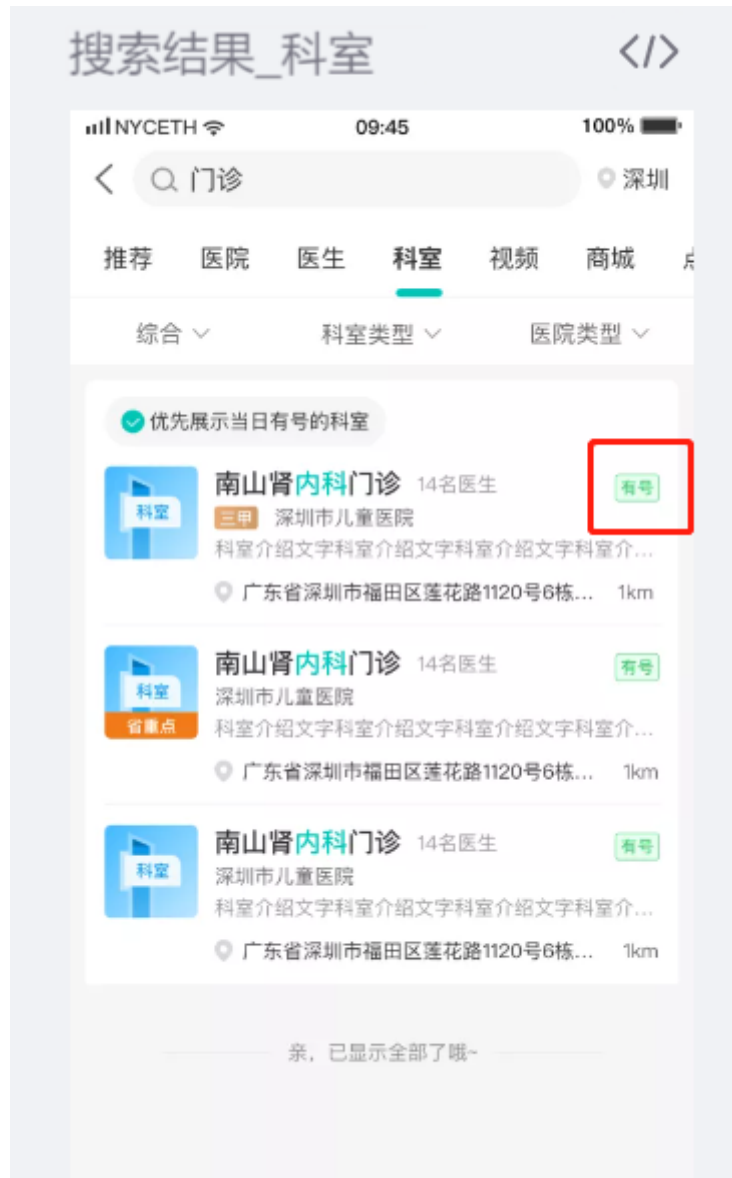 搜索结果_科室 </>
NYCETH 09:45 100%
门诊 深圳
推荐 医院 医生 科室 视频 商城
综合 科室类型 医院类型
优先展示当日有号的科室
科室
南山肾内科门诊 14名医生 有号
三甲 深圳市儿童医院
科室介绍文字科室介绍文字科室介绍文字科室介...
广东省深圳市福田区莲花路1120号6栋... 1km
科室
省重点
南山肾内科门诊 14名医生 有号
深圳市儿童医院
科室介绍文字科室介绍文字科室介绍文字科室介...
广东省深圳市福田区莲花路1120号6栋... 1km
科室
南山肾内科门诊 14名医生 有号
深圳市儿童医院
科室介绍文字科室介绍文字科室介绍文字科室介...
广东省深圳市福田区莲花路1120号6栋... 1km
亲，已显示全部了哦~